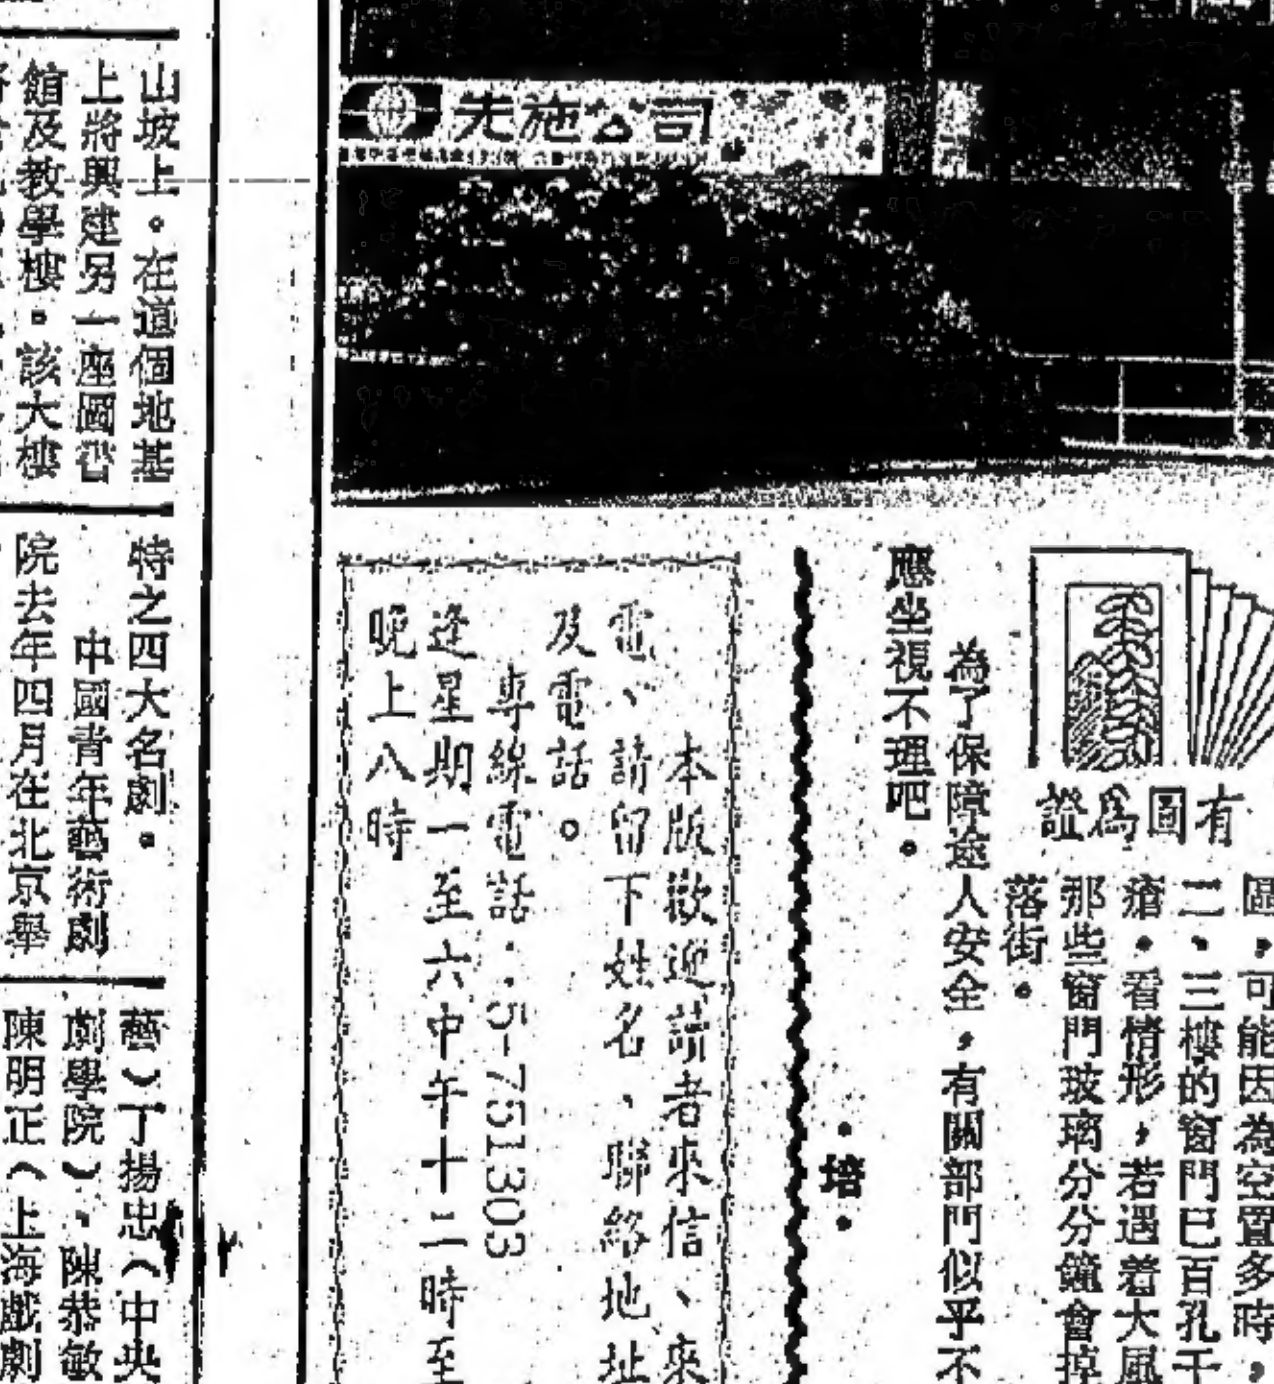 先施公司
有圖為證
區，可能因為空置多時，
二、三樓的窗門已百孔千
瘡。看情形，若遇着大風
那些窗門玻璃分分鐘會掉
落街。
為了保障途人安全，有關部門似乎不
應坐視不理吧。
•培•
本版歡迎讀者來信、來
電、請留下姓名、聯絡地址
及電話。
專線電話：5-751303
逢星期一至六中午十二時至
晚上八時
山坡上。在這個地基
上將興建另一座圖書
館及教學樓。該大樓
特之四大名劇。
中國青年藝術劇
院去年四月在北京舉
藝）丁揚忠（中央
劇學院）、陳恭敏
陳明正（上海戲劇